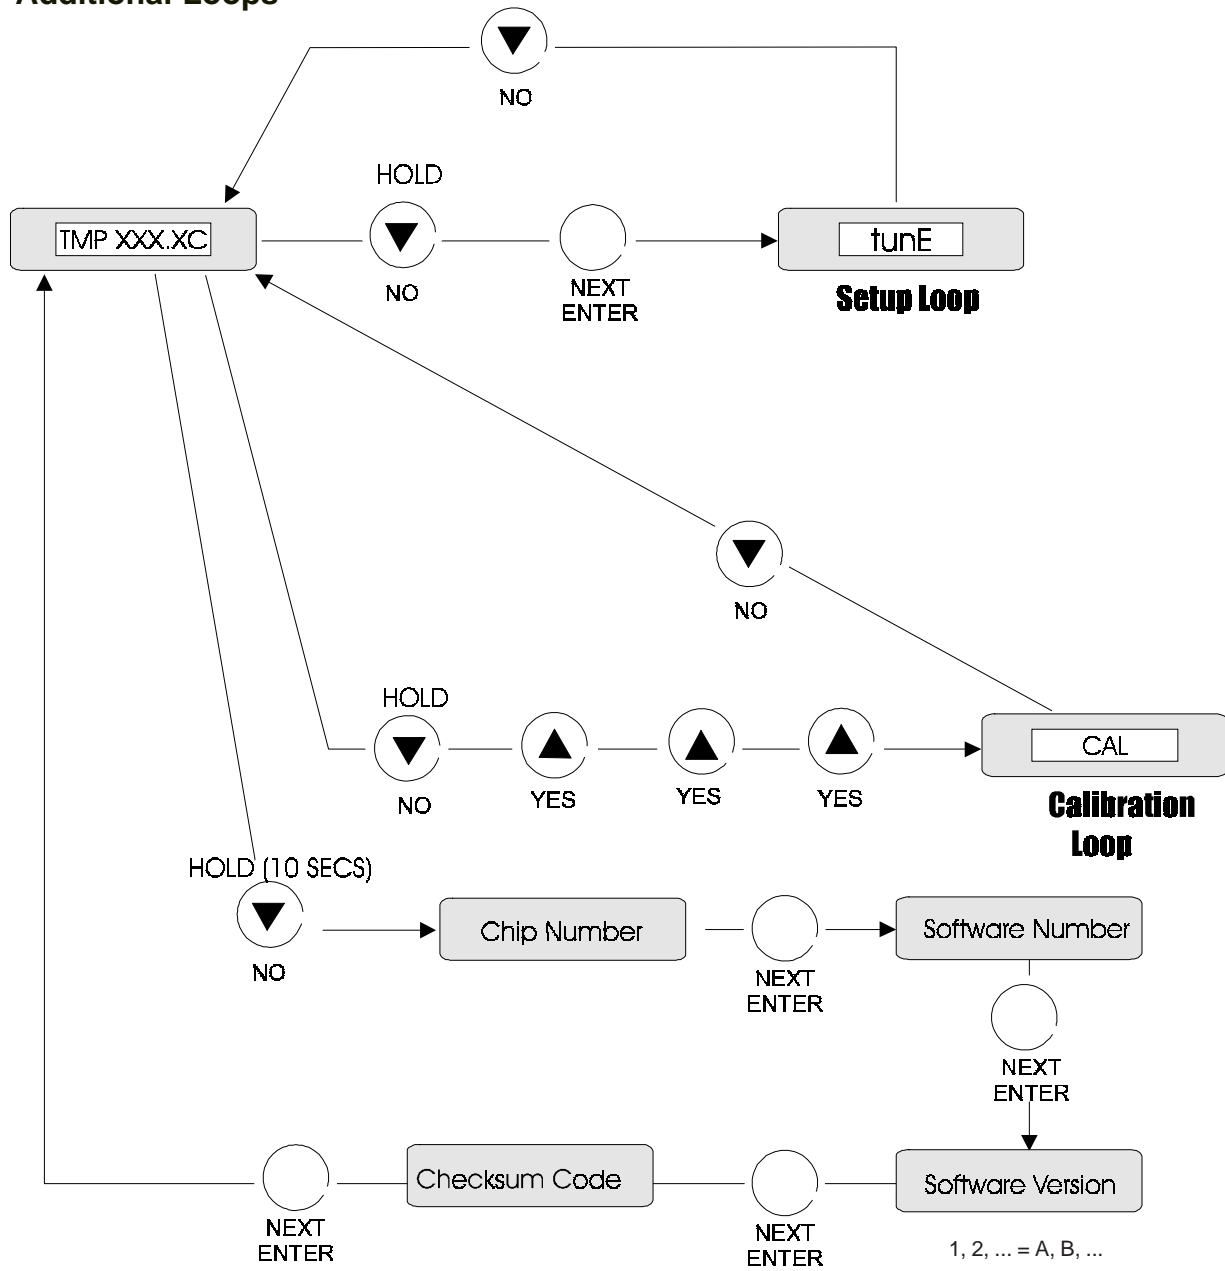 Additional Loops
NO
HOLD
TMP XXX.XC
NO
NEXT
ENTER
tunE
Setup Loop
NO
HOLD
NO
YES
YES
YES
CAL
Calibration
Loop
HOLD (10 SECS)
NO
Chip Number
NEXT
ENTER
Software Number
NEXT
ENTER
Software Version
1, 2, ... = A, B, ...
NEXT
ENTER
Checksum Code
NEXT
ENTER